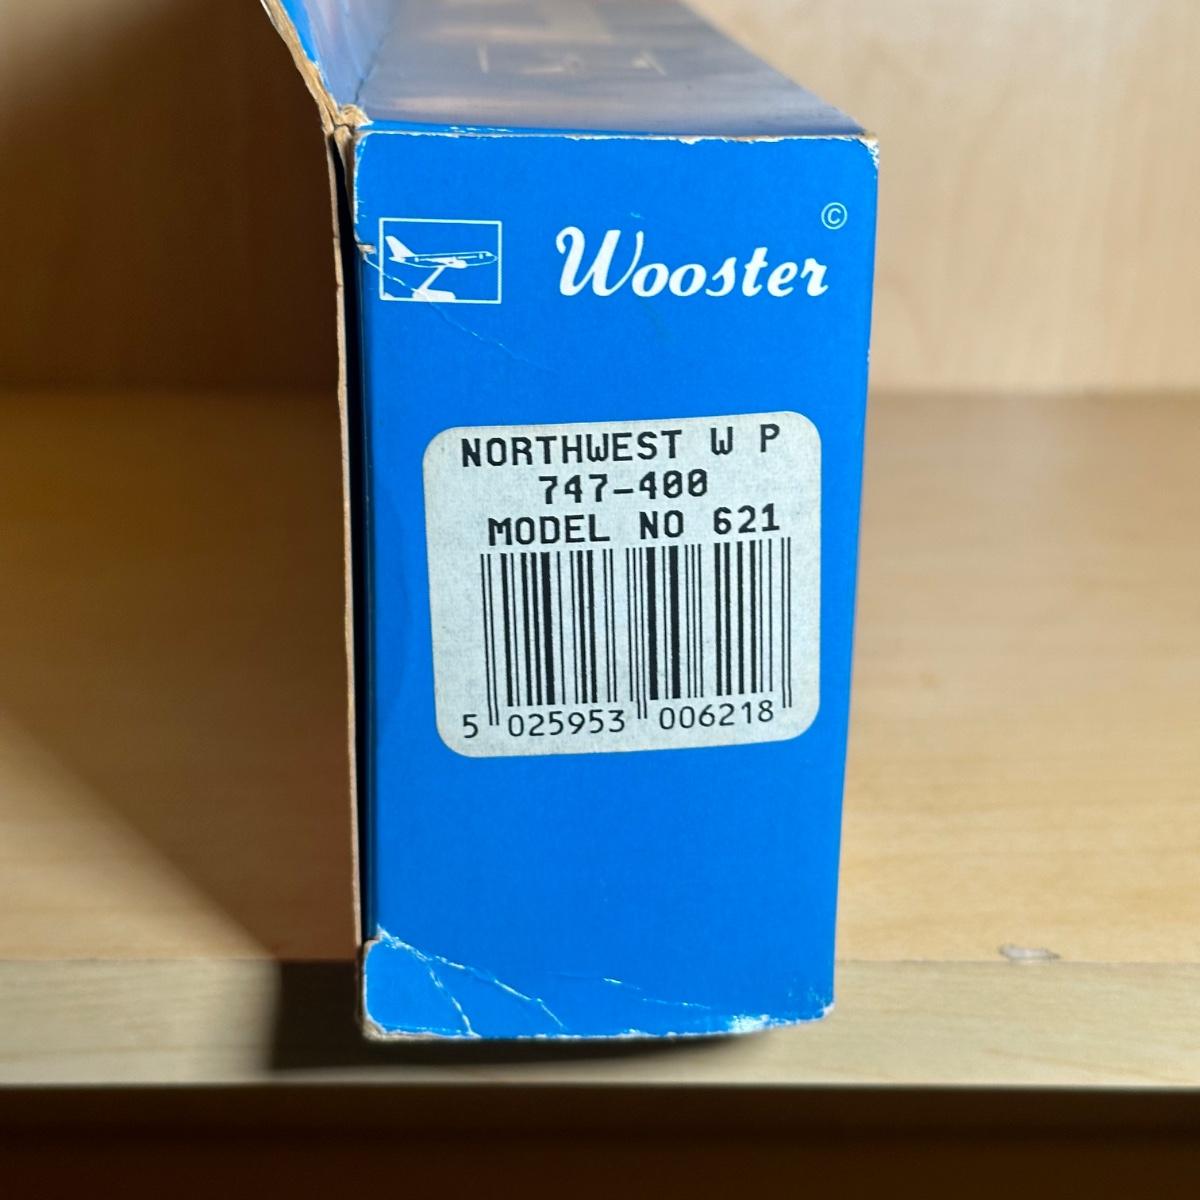 Wooster ©
NORTHWEST W P
747-400
MODEL NO 621
5 025953 006218